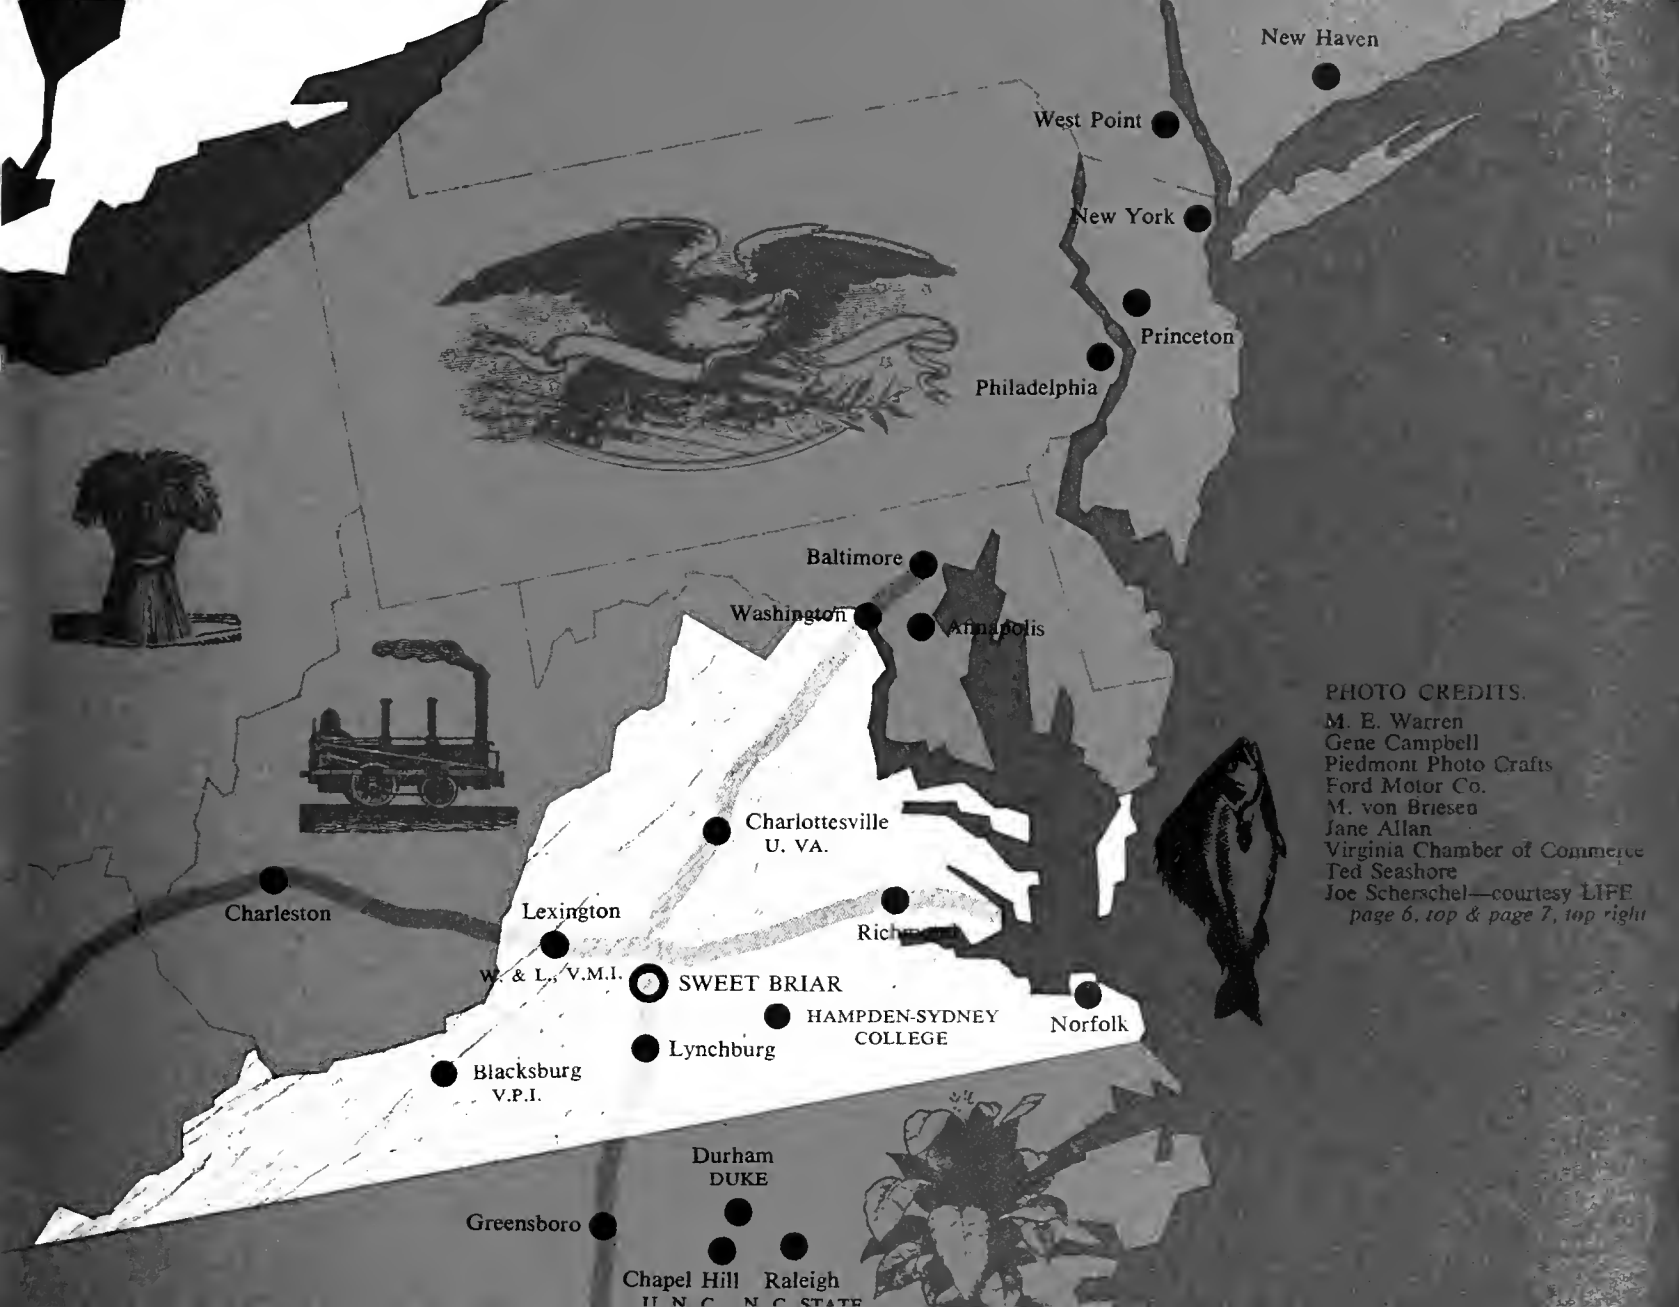 New Haven
West Point
New York
Princeton
Philadelphia
Baltimore
Washington
Annapolis
PHOTO CREDITS.
M. E. Warren
Gene Campbell
Piedmont Photo Crafts
Ford Motor Co.
M. von Briesen
Jane Allan
Virginia Chamber of Commerce
Ted Seashore
Joe Scherschel—courtesy LIFE
page 6, top & page 7, top right
Charlottesville
U. VA.
Charleston
Lexington
W. & L., V.M.I.
Richmond
SWEET BRIAR
HAMPDEN-SYDNEY
COLLEGE
Norfolk
Lynchburg
Blacksburg
V.P.I.
Durham
DUKE
Greensboro
Chapel Hill
Raleigh
U. N. C.
N. C. STATE